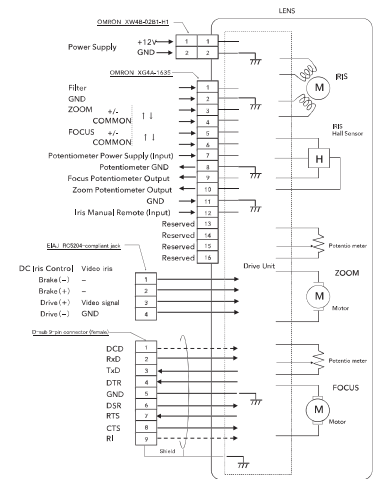 LENS
OMRON XW4B-02B1-H1
Power Supply
+12V 1 1
GND 2 2
OMRON XG4A-1635
Filter 1
GND 2
ZOOM +/- 3
COMMON 4
FOCUS +/- 5
COMMON 6
Potentiometer Power Supply (Input) 7
Potentiometer GND 8
Focus Potentiometer Output 9
Zoom Potentiometer Output 10
GND 11
Iris Manual Remote (Input) 12
Reserved 13
Reserved 14
Reserved 15
Reserved 16
IRIS
M
IRIS
Hall Sensor
H
Potentio meter
Drive Unit
ZOOM
M
Motor
Potentio meter
FOCUS
M
Motor
EIAJ RC5204-compliant jack
DC Iris Control Video iris
Brake(−) − 1
Brake(+) − 2
Drive(+) Video signal 3
Drive(−) GND 4
D-sub 9-pin connector (female)
DCD 1
RxD 2
TxD 3
DTR 4
GND 5
DSR 6
RTS 7
CTS 8
RI 9
Shield